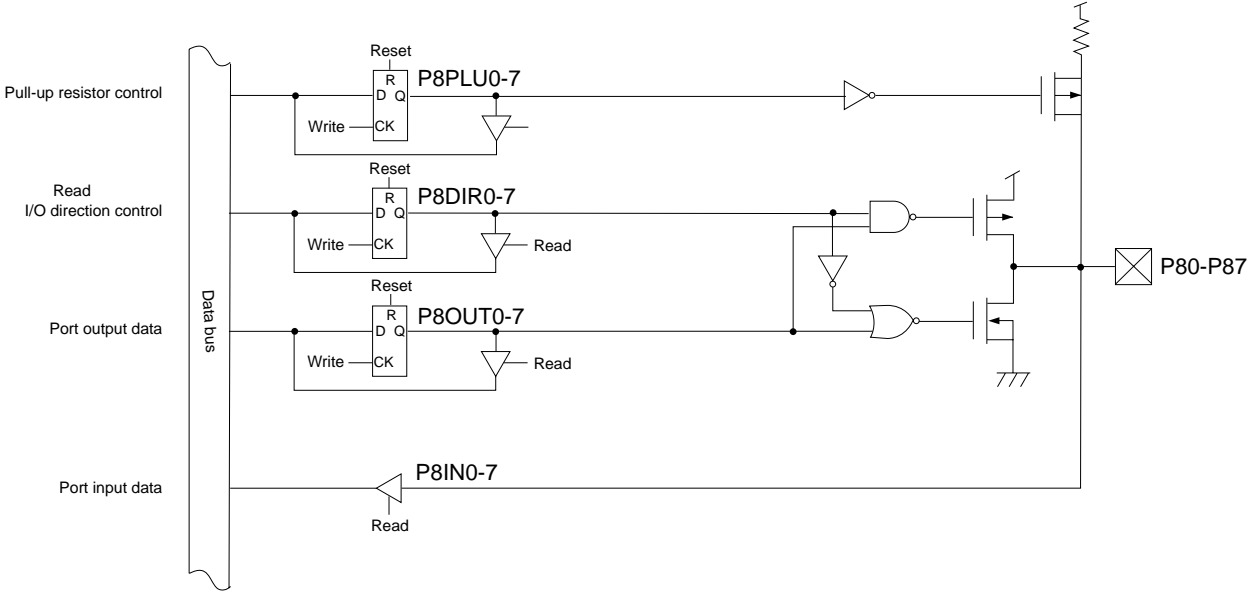 Reset
Pull-up resistor control
R
D Q
P8PLU0-7
Write
CK
Reset
Read
I/O direction control
R
D Q
P8DIR0-7
Write
CK
Read
P80-P87
Data bus
Reset
Port output data
R
D Q
P8OUT0-7
Write
CK
Read
Port input data
P8IN0-7
Read